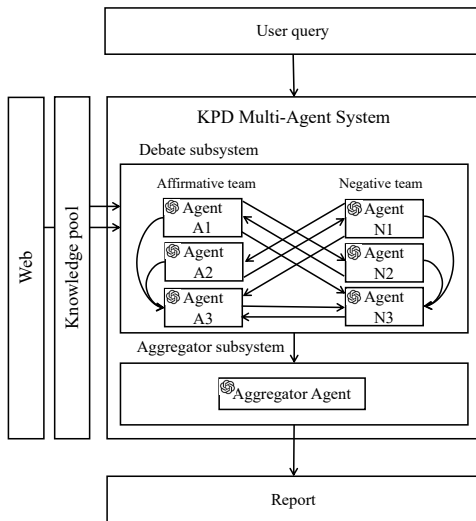 User query
Web
Knowledge pool
KPD Multi-Agent System
Debate subsystem
Affirmative team
Negative team
Agent
A1
Agent
N1
Agent
A2
Agent
N2
Agent
A3
Agent
N3
Aggregator subsystem
Aggregator Agent
Report